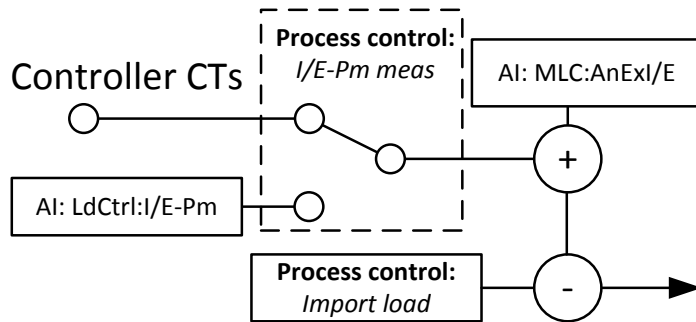 Process control:
I/E-Pm meas
AI: MLC:AnExI/E
Controller CTs
+
AI: LdCtrl:I/E-Pm
Process control:
Import load
-